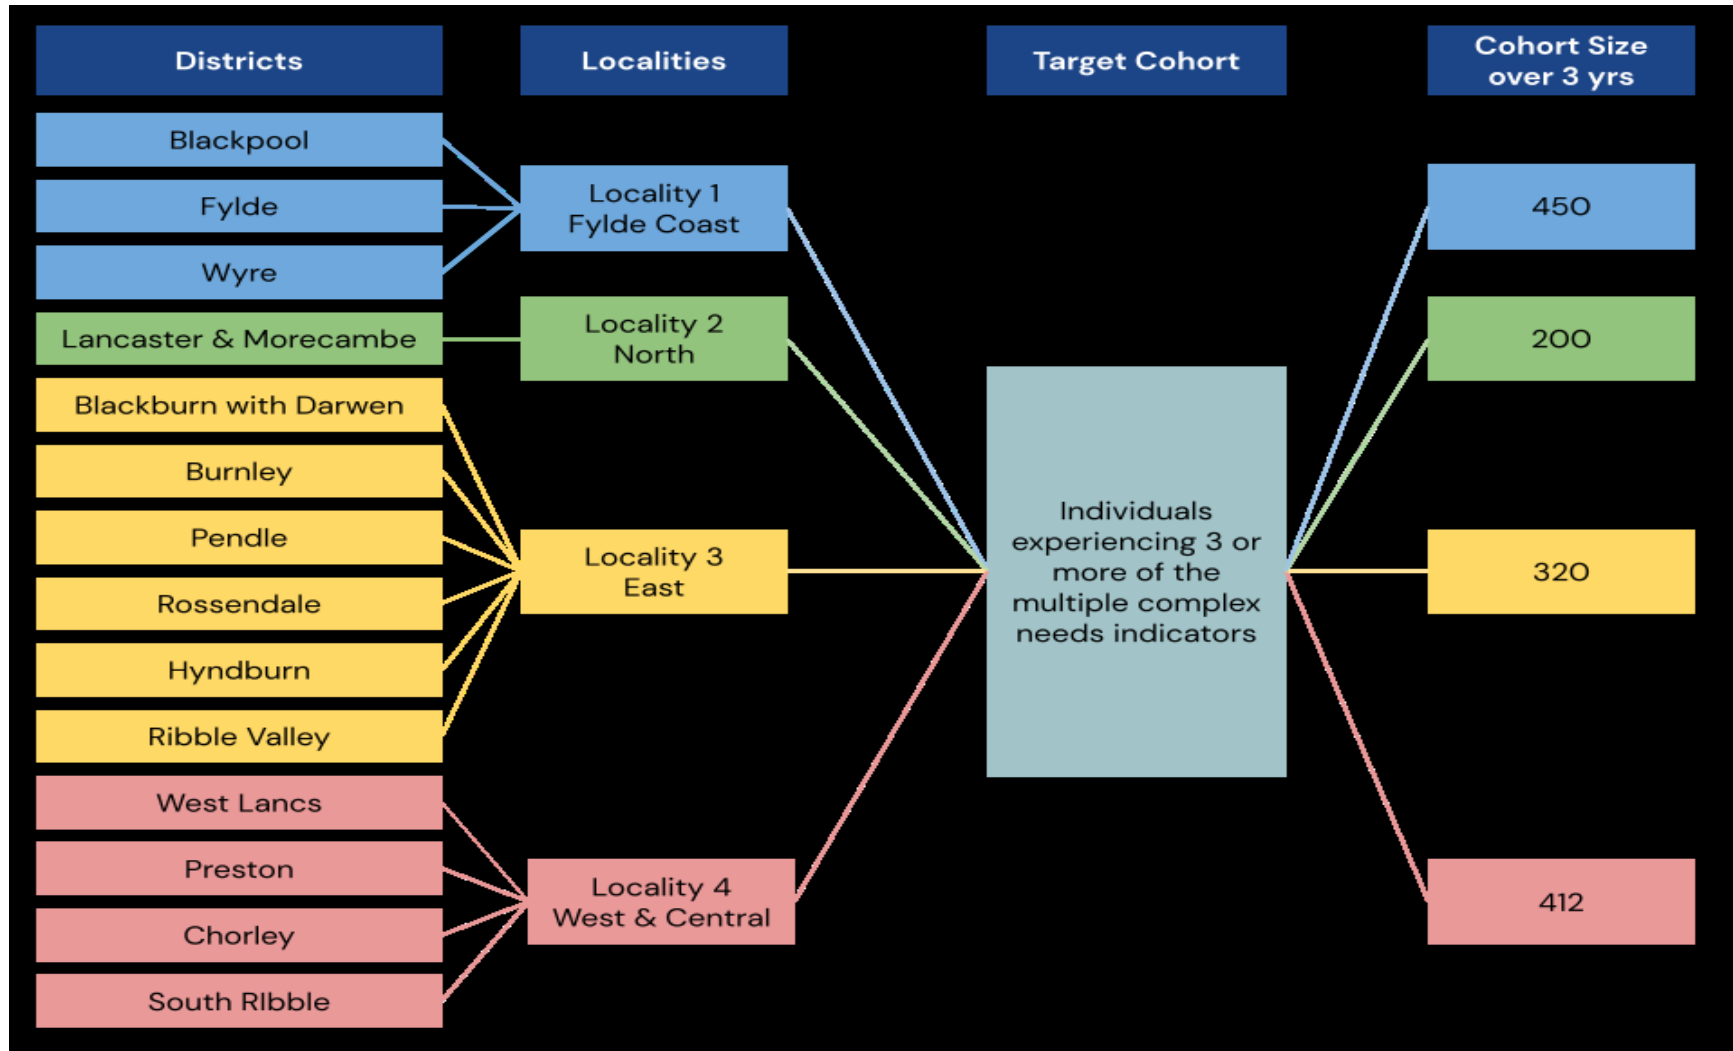 Districts
Localities
Target Cohort
Cohort Size
over 3 yrs
Blackpool
Fylde
Wyre
Lancaster & Morecambe
Blackburn with Darwen
Burnley
Pendle
Rossendale
Hyndburn
Ribble Valley
West Lancs
Preston
Chorley
South RIbble
Locality 1
Fylde Coast
Locality 2
North
Locality 3
East
Locality 4
West & Central
Individuals
experiencing 3 or
more of the
multiple complex
needs indicators
450
200
320
412